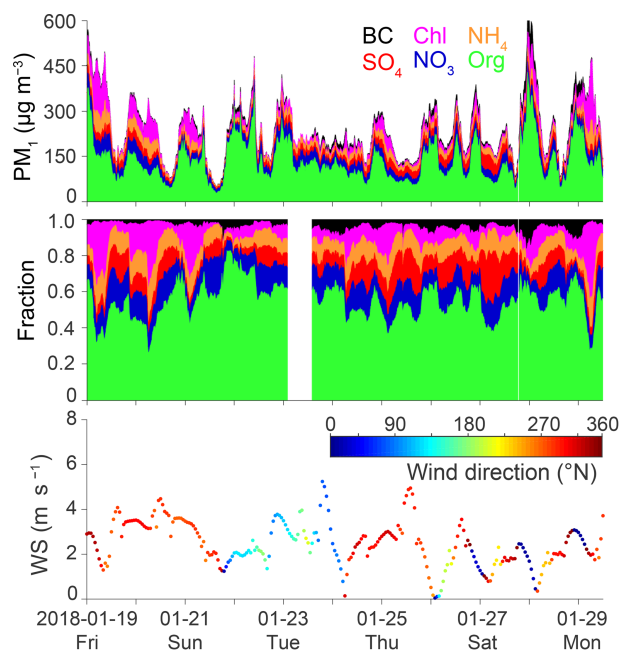 600
BC Chl NH4
450
SO4 NO3 Org
300
150
0
PM1 (µg m−3)
1.0
0.8
0.6
0.4
0.2
0
Fraction
8
0 90 180 270 360
6
Wind direction (°N)
4
2
0
WS (m s−1)
2018-01-19 01-21 01-23 01-25 01-27 01-29
Fri Sun Tue Thu Sat Mon